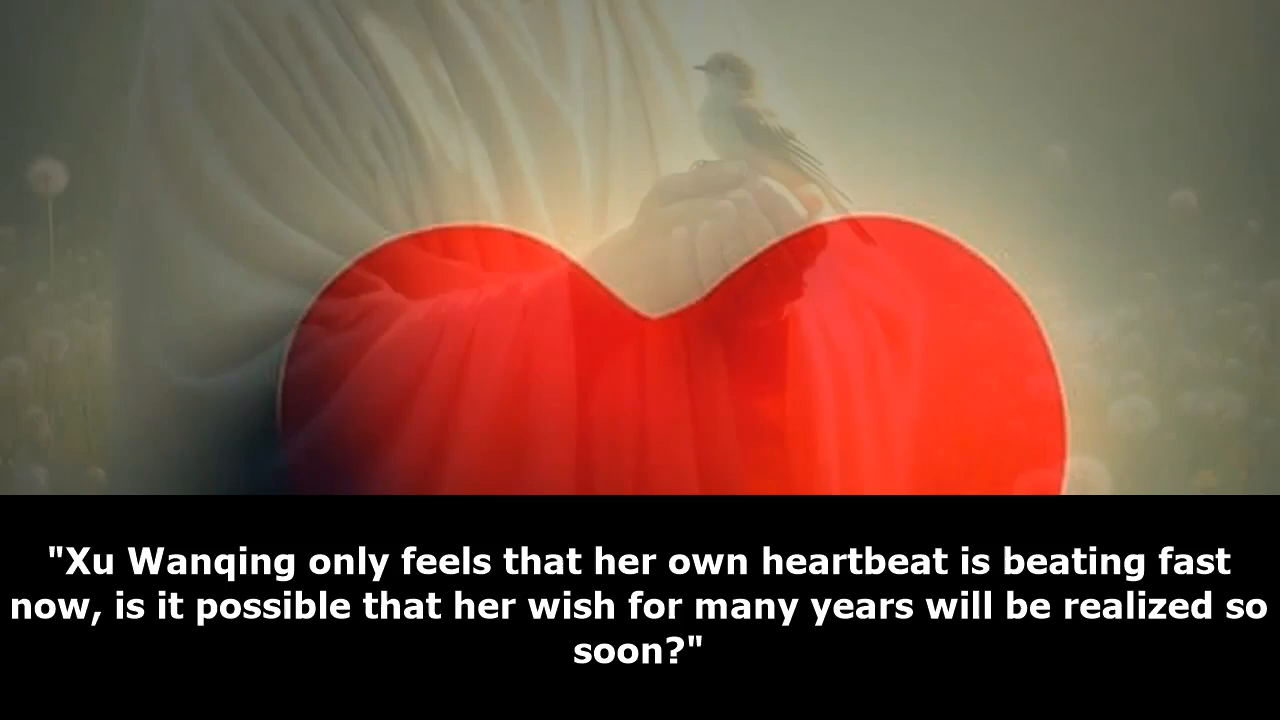 "Xu Wanqing only feels that her own heartbeat is beating fast
now, is it possible that her wish for many years will be realized so
soon?"